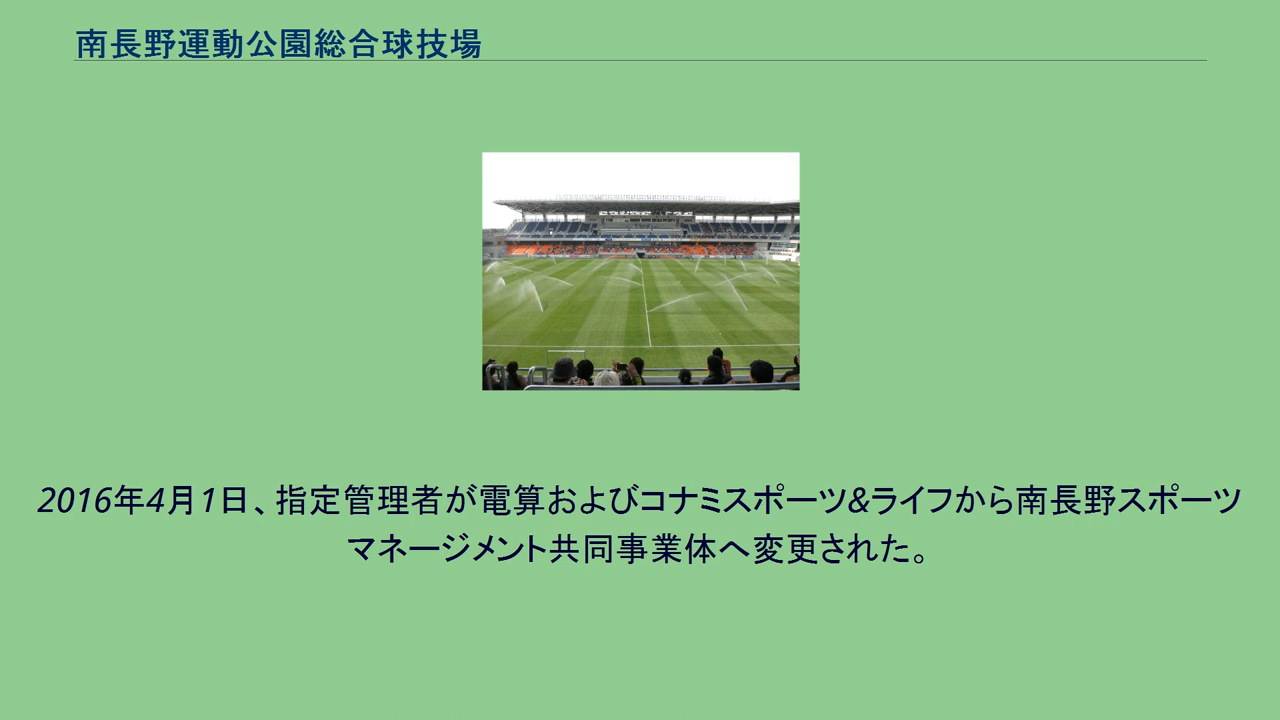 南長野運動公園総合球技場
2016年4月1日、指定管理者が電算およびコナミスポーツ&ライフから南長野スポーツ
マネージメント共同事業体へ変更された。